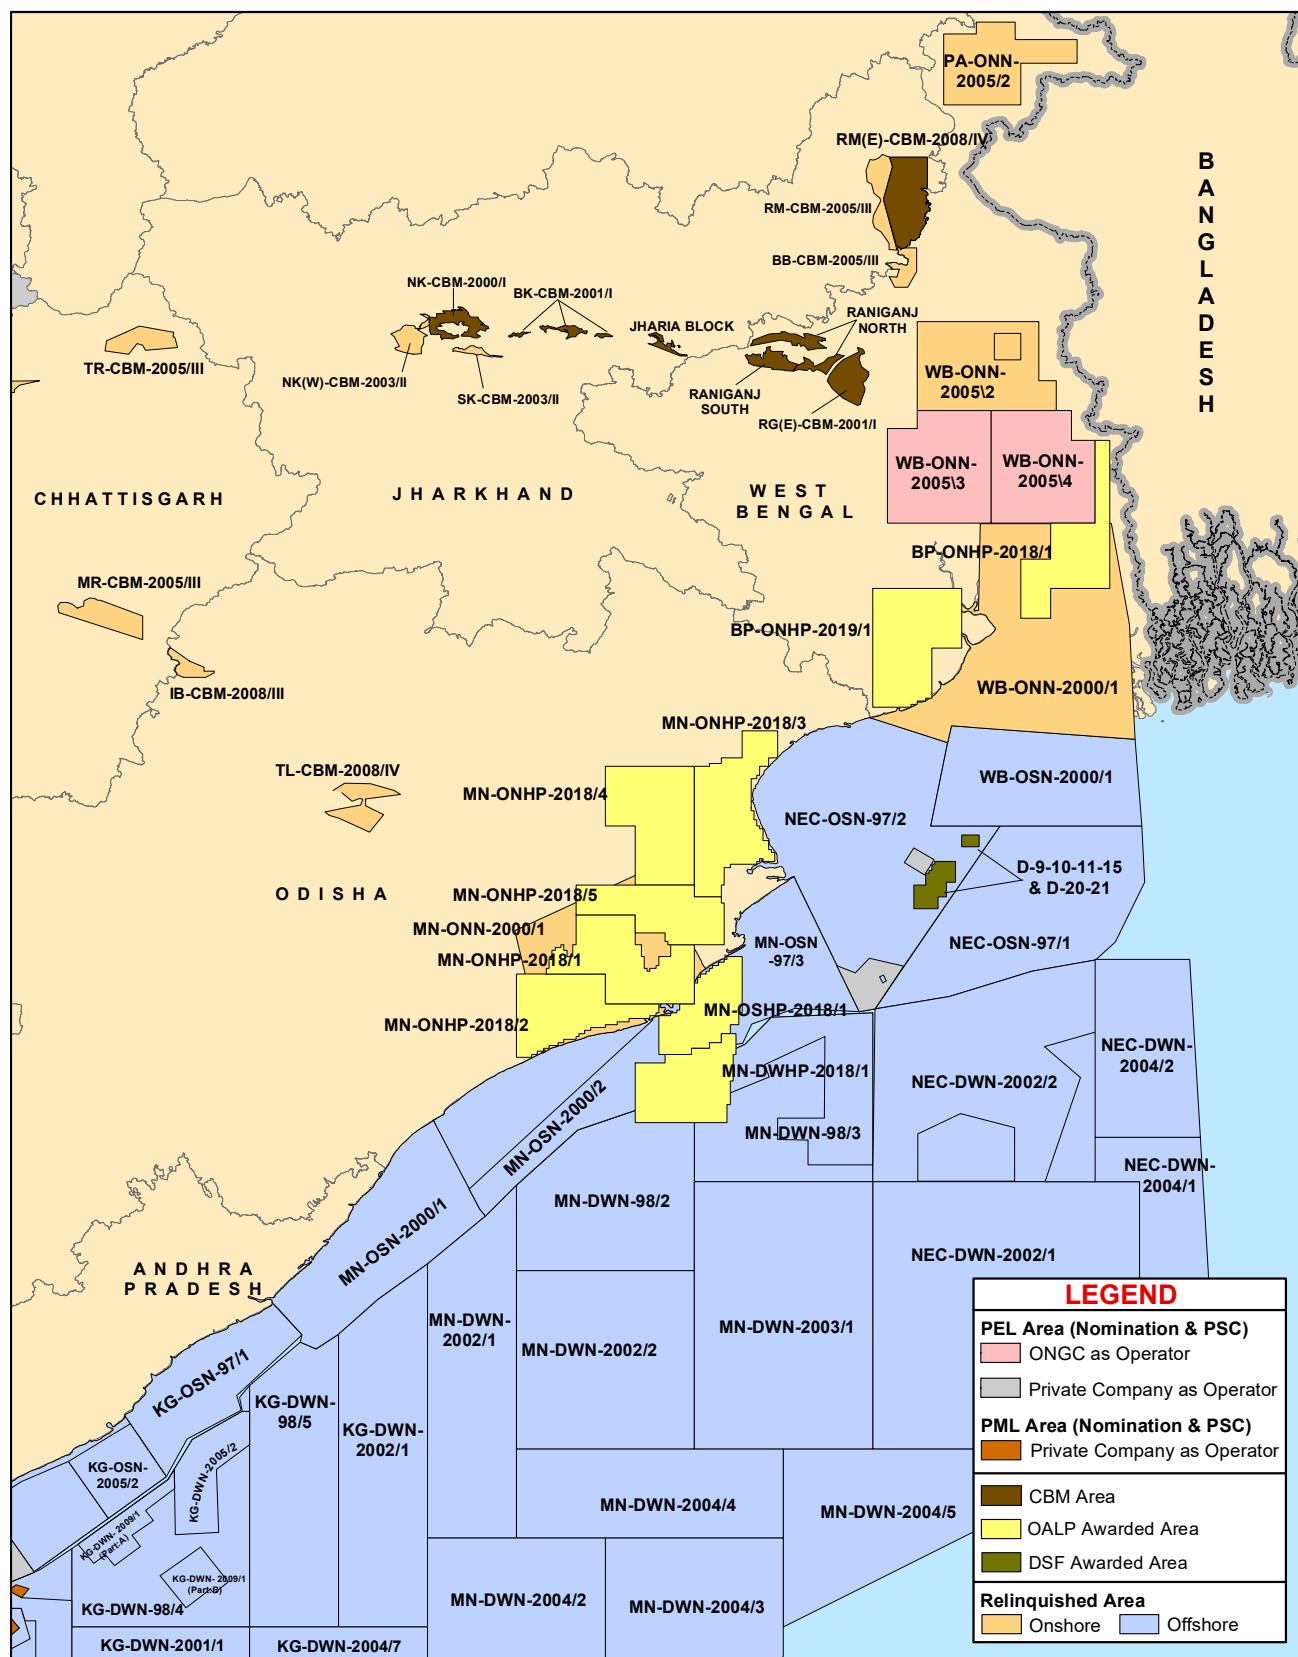 PA-ONN-
2005/2
RM(E)-CBM-2008/IV
BANGLADESH
RM-CBM-2005/III
BB-CBM-2005/III
NK-CBM-2000/I
BK-CBM-2001/I
JHARIA BLOCK
RANIGANJ
NORTH
TR-CBM-2005/III
NK(W)-CBM-2003/II
SK-CBM-2003/II
RANIGANJ
SOUTH
RG(E)-CBM-2001/I
WB-ONN-
2005\2
WB-ONN-
2005\3
WB-ONN-
2005\4
CHHATTISGARH
JHARKHAND
WEST
BENGAL
BP-ONHP-2018/1
MR-CBM-2005/III
BP-ONHP-2019/1
IB-CBM-2008/III
WB-ONN-2000/1
MN-ONHP-2018/3
TL-CBM-2008/IV
MN-ONHP-2018/4
WB-OSN-2000/1
NEC-OSN-97/2
D-9-10-11-15
& D-20-21
ODISHA
MN-ONHP-2018/5
MN-ONN-2000/1
MN-ONHP-2018/1
MN-OSN
-97/3
NEC-OSN-97/1
MN-ONHP-2018/2
MN-OSHP-2018/1
NEC-DWN-
2004/2
MN-DWHP-2018/1
NEC-DWN-2002/2
MN-OSN-2000/2
MN-DWN-98/3
NEC-DWN-
2004/1
MN-DWN-98/2
MN-OSN-2000/1
NEC-DWN-2002/1
ANDHRA
PRADESH
MN-DWN-
2002/1
MN-DWN-2002/2
MN-DWN-2003/1
KG-OSN-97/1
KG-DWN-
98/5
KG-DWN-
2002/1
KG-OSN-
2005/2
KG-DWN-2005/2
MN-DWN-2004/4
MN-DWN-2004/5
KG-DWN- 2009/1
(Part:A)
KG-DWN- 2009/1
(Part:B)
KG-DWN-98/4
MN-DWN-2004/2
MN-DWN-2004/3
KG-DWN-2001/1
KG-DWN-2004/7
LEGEND
PEL Area (Nomination & PSC)
ONGC as Operator
Private Company as Operator
PML Area (Nomination & PSC)
Private Company as Operator
CBM Area
OALP Awarded Area
DSF Awarded Area
Relinquished Area
Onshore
Offshore